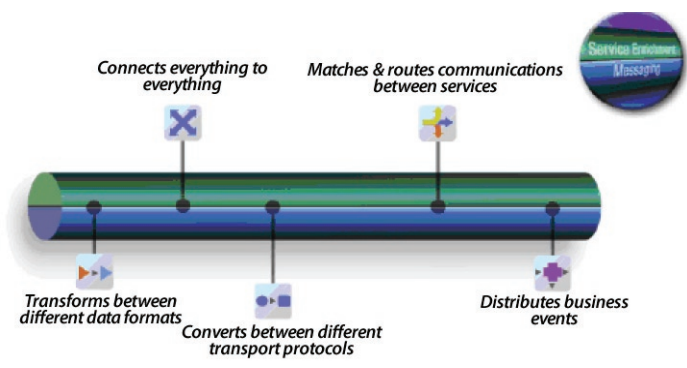 Connects everything to
everything
Matches & routes communications
between services
Service Enrichment
Messaging
Transforms between
different data formats
Converts between different
transport protocols
Distributes business
events